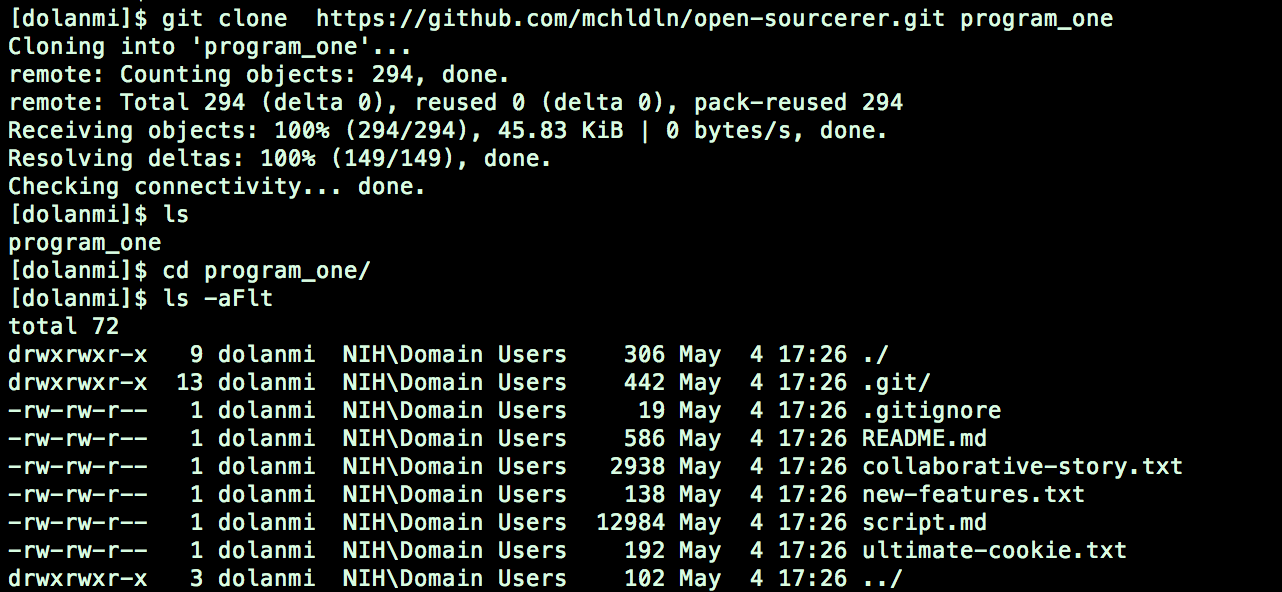 [dolanmi]$ git clone  https://github.com/mchldln/open-sourcerer.git program_one
Cloning into 'program_one'...
remote: Counting objects: 294, done.
remote: Total 294 (delta 0), reused 0 (delta 0), pack-reused 294
Receiving objects: 100% (294/294), 45.83 KiB | 0 bytes/s, done.
Resolving deltas: 100% (149/149), done.
Checking connectivity... done.
[dolanmi]$ ls
program_one
[dolanmi]$ cd program_one/
[dolanmi]$ ls -aFlt
total 72
drwxrwxr-x   9 dolanmi  NIH\Domain Users    306 May  4 17:26 ./
drwxrwxr-x  13 dolanmi  NIH\Domain Users    442 May  4 17:26 .git/
-rw-rw-r--   1 dolanmi  NIH\Domain Users     19 May  4 17:26 .gitignore
-rw-rw-r--   1 dolanmi  NIH\Domain Users    586 May  4 17:26 README.md
-rw-rw-r--   1 dolanmi  NIH\Domain Users   2938 May  4 17:26 collaborative-story.txt
-rw-rw-r--   1 dolanmi  NIH\Domain Users    138 May  4 17:26 new-features.txt
-rw-rw-r--   1 dolanmi  NIH\Domain Users  12984 May  4 17:26 script.md
-rw-rw-r--   1 dolanmi  NIH\Domain Users    192 May  4 17:26 ultimate-cookie.txt
drwxrwxr-x   3 dolanmi  NIH\Domain Users    102 May  4 17:26 ../